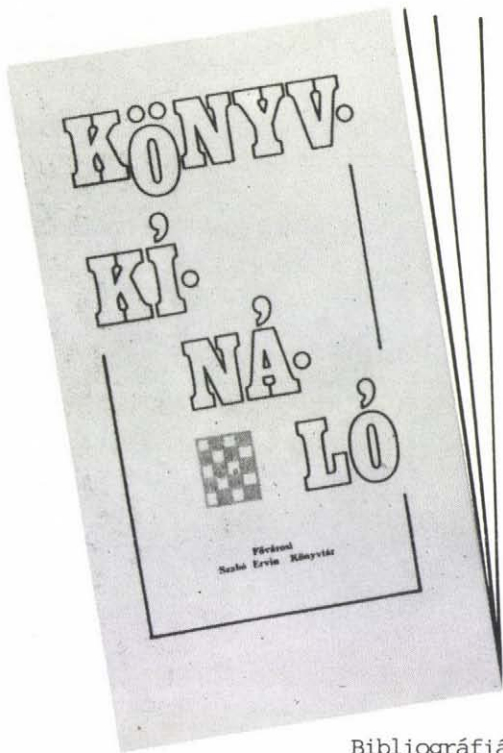 KÖNYV·
KÍ·
NÁ·
LÓ
Fővárosi
Szabó Ervin Könyvtár
Bibliográfiá